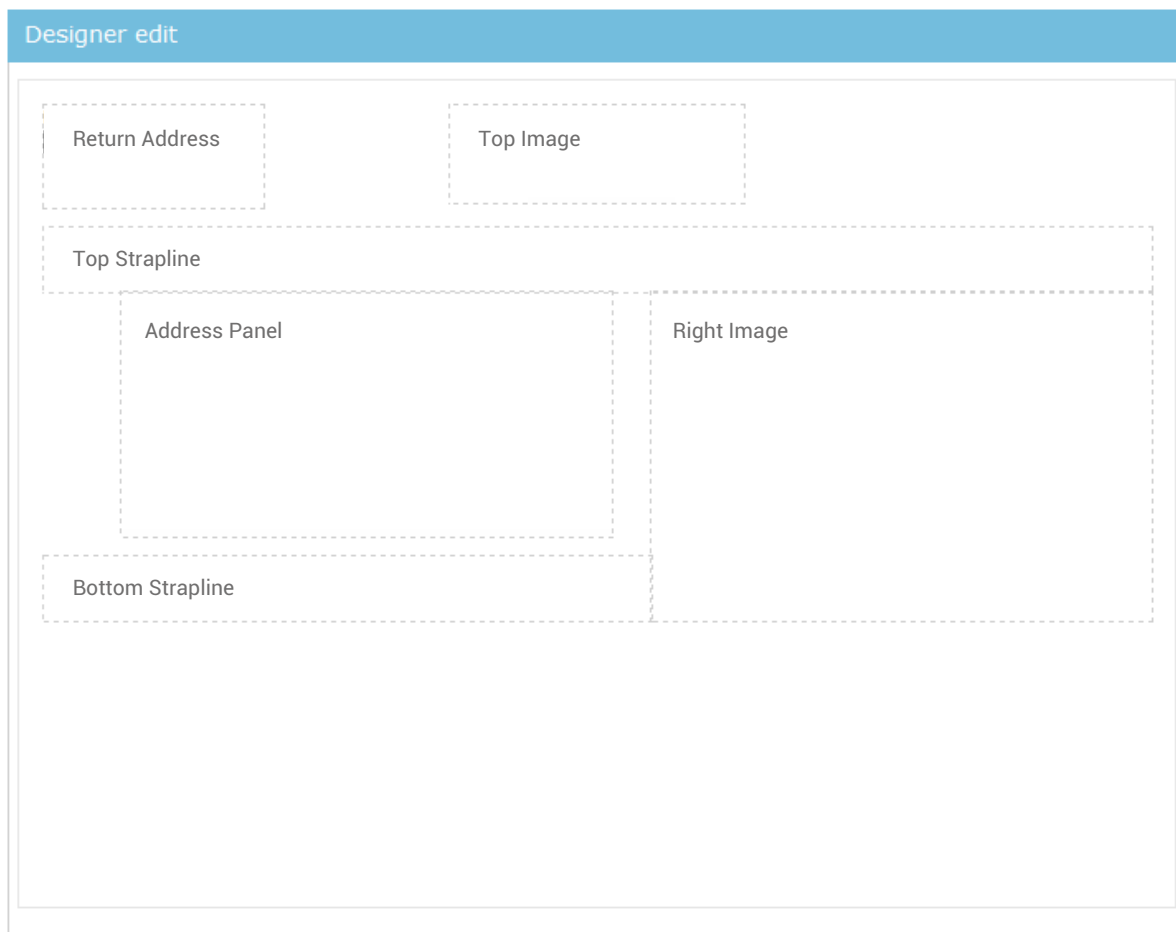 Designer edit
Return Address
Top Image
Top Strapline
Address Panel
Right Image
Bottom Strapline